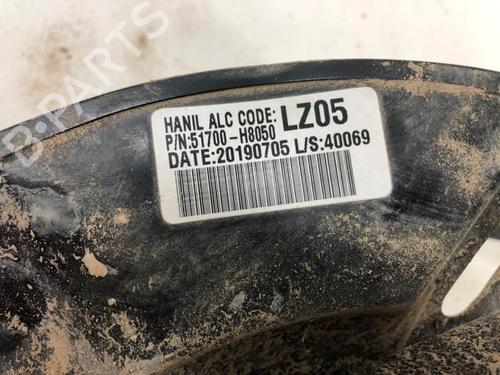 HANIL ALC CODE: LZ05
P/N:51700-H8050
DATE:20190705 L/S:40069
B-PARTS